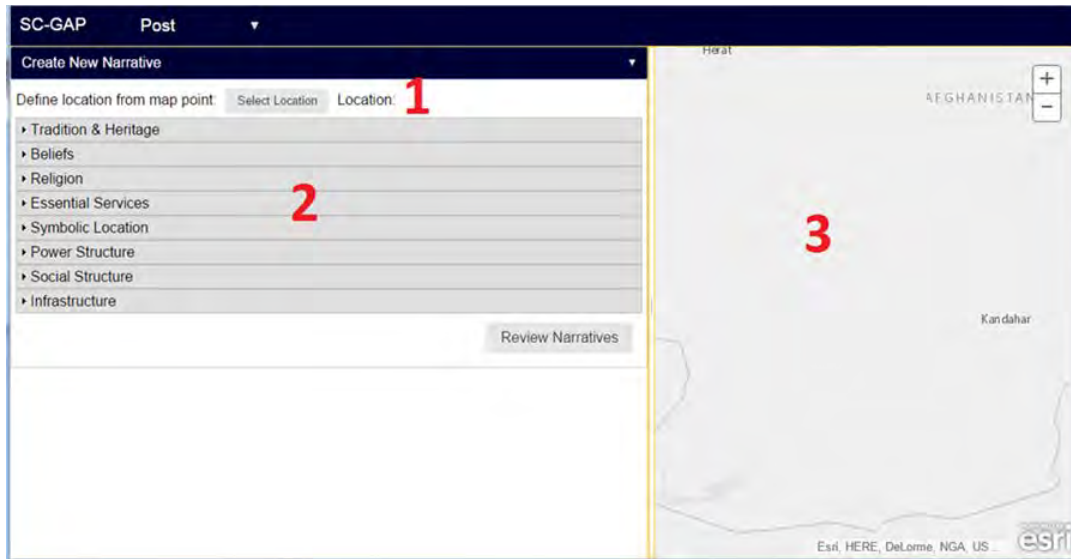 SC-GAP Post ▼
Create New Narrative ▼
Define location from map point: Select Location Location: 1
▸ Tradition & Heritage
▸ Beliefs
▸ Religion
▸ Essential Services
2
▸ Symbolic Location
▸ Power Structure
▸ Social Structure
▸ Infrastructure
Review Narratives
Herat
+
AFGHANISTAN
−
3
Kandahar
Esri, HERE, DeLorme, NGA, US...
esri